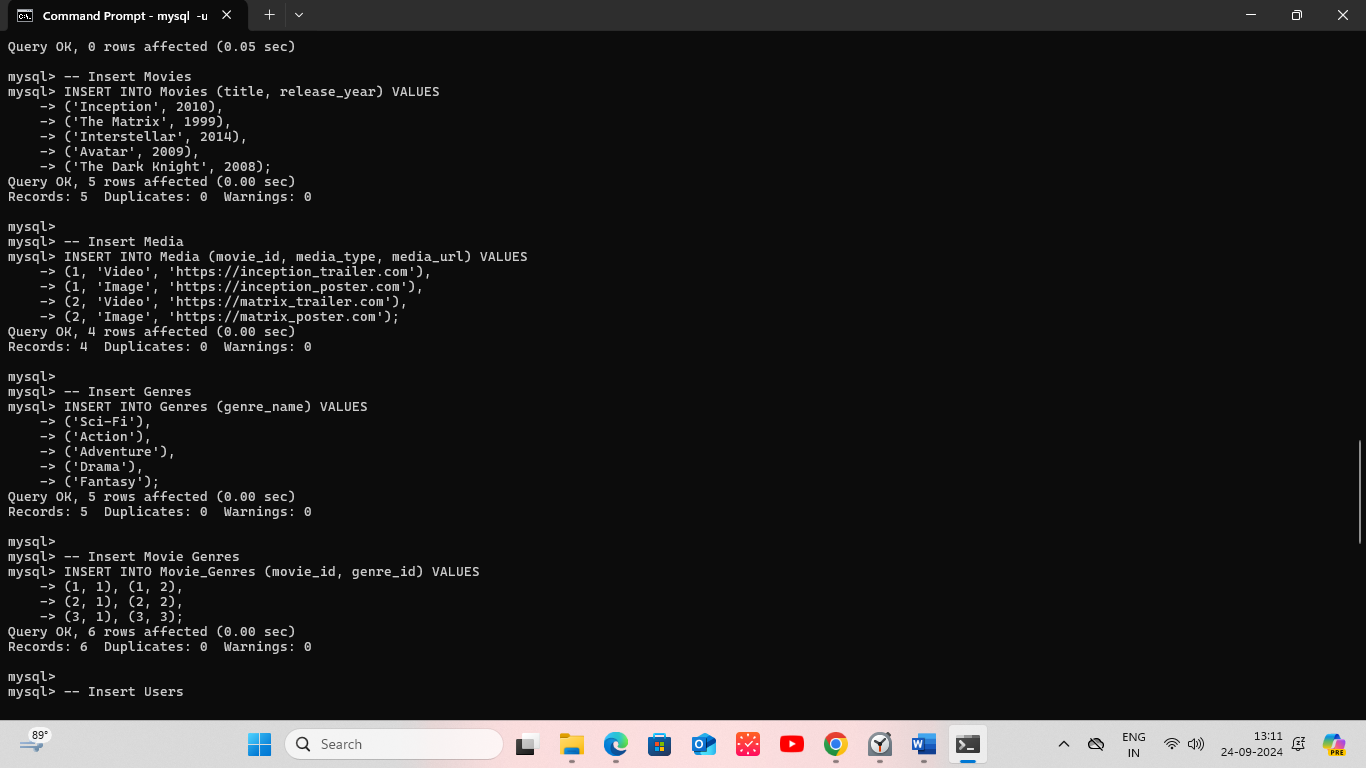 Command Prompt - mysql -u
Query OK, 0 rows affected (0.05 sec)
mysql> -- Insert Movies
mysql> INSERT INTO Movies (title, release_year) VALUES
    -> ('Inception', 2010),
    -> ('The Matrix', 1999),
    -> ('Interstellar', 2014),
    -> ('Avatar', 2009),
    -> ('The Dark Knight', 2008);
Query OK, 5 rows affected (0.00 sec)
Records: 5  Duplicates: 0  Warnings: 0
mysql>
mysql> -- Insert Media
mysql> INSERT INTO Media (movie_id, media_type, media_url) VALUES
    -> (1, 'Video', 'https://inception_trailer.com'),
    -> (1, 'Image', 'https://inception_poster.com'),
    -> (2, 'Video', 'https://matrix_trailer.com'),
    -> (2, 'Image', 'https://matrix_poster.com');
Query OK, 4 rows affected (0.00 sec)
Records: 4  Duplicates: 0  Warnings: 0
mysql>
mysql> -- Insert Genres
mysql> INSERT INTO Genres (genre_name) VALUES
    -> ('Sci-Fi'),
    -> ('Action'),
    -> ('Adventure'),
    -> ('Drama'),
    -> ('Fantasy');
Query OK, 5 rows affected (0.00 sec)
Records: 5  Duplicates: 0  Warnings: 0
mysql>
mysql> -- Insert Movie Genres
mysql> INSERT INTO Movie_Genres (movie_id, genre_id) VALUES
    -> (1, 1), (1, 2),
    -> (2, 1), (2, 2),
    -> (3, 1), (3, 3);
Query OK, 6 rows affected (0.00 sec)
Records: 6  Duplicates: 0  Warnings: 0
mysql>
mysql> -- Insert Users
89°
Search
ENG
IN
13:11
24-09-2024
PRE